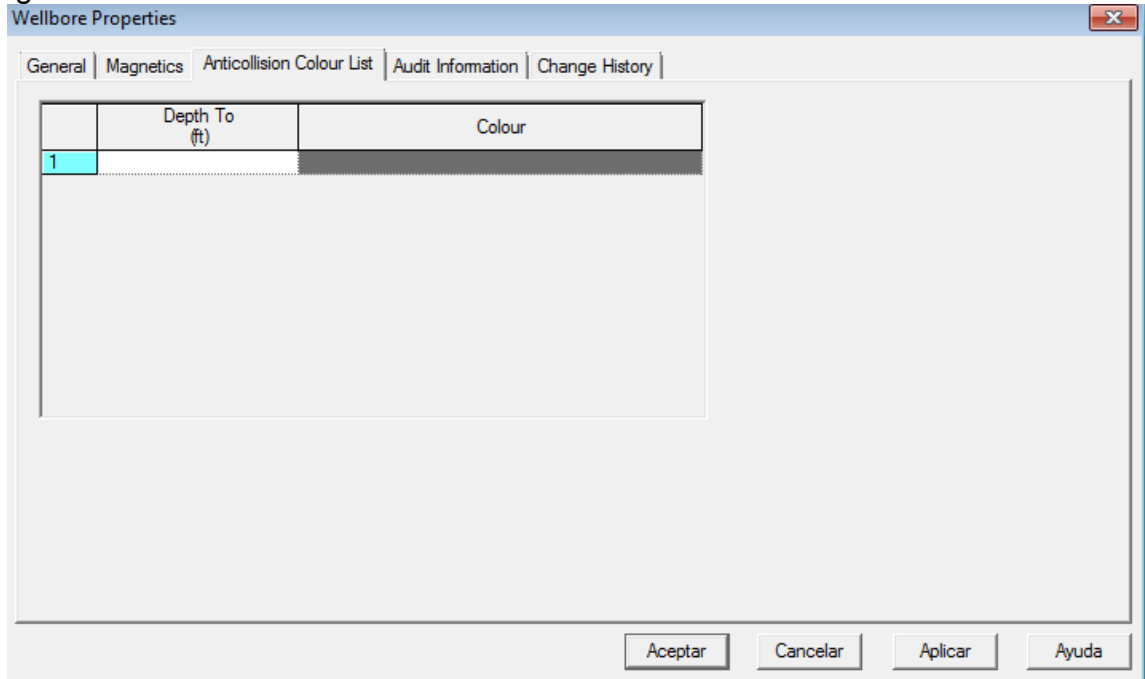 Wellbore Properties
General Magnetics Anticollision Colour List Audit Information Change History
Depth To
(ft)
Colour
1
Aceptar Cancelar Aplicar Ayuda